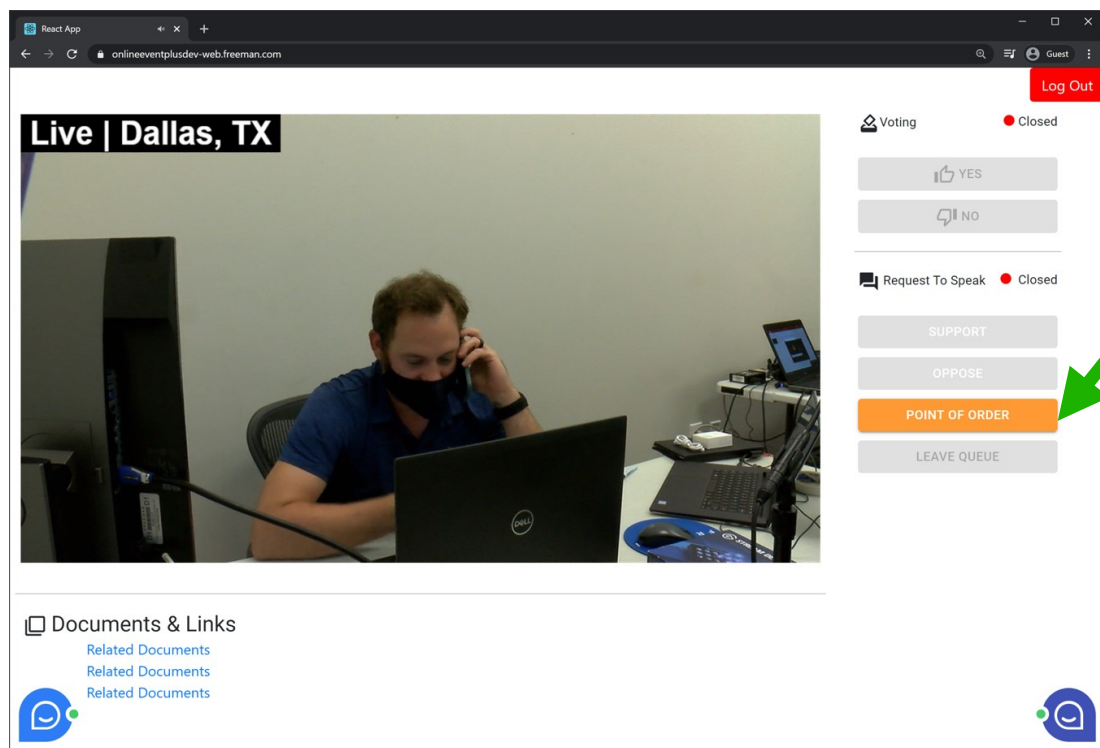 React App
onlineeventplusdev-web.freeman.com
Guest
Log Out
Live | Dallas, TX
Voting
Closed
YES
NO
Request To Speak
Closed
SUPPORT
OPPOSE
POINT OF ORDER
LEAVE QUEUE
DELL
Documents & Links
Related Documents
Related Documents
Related Documents